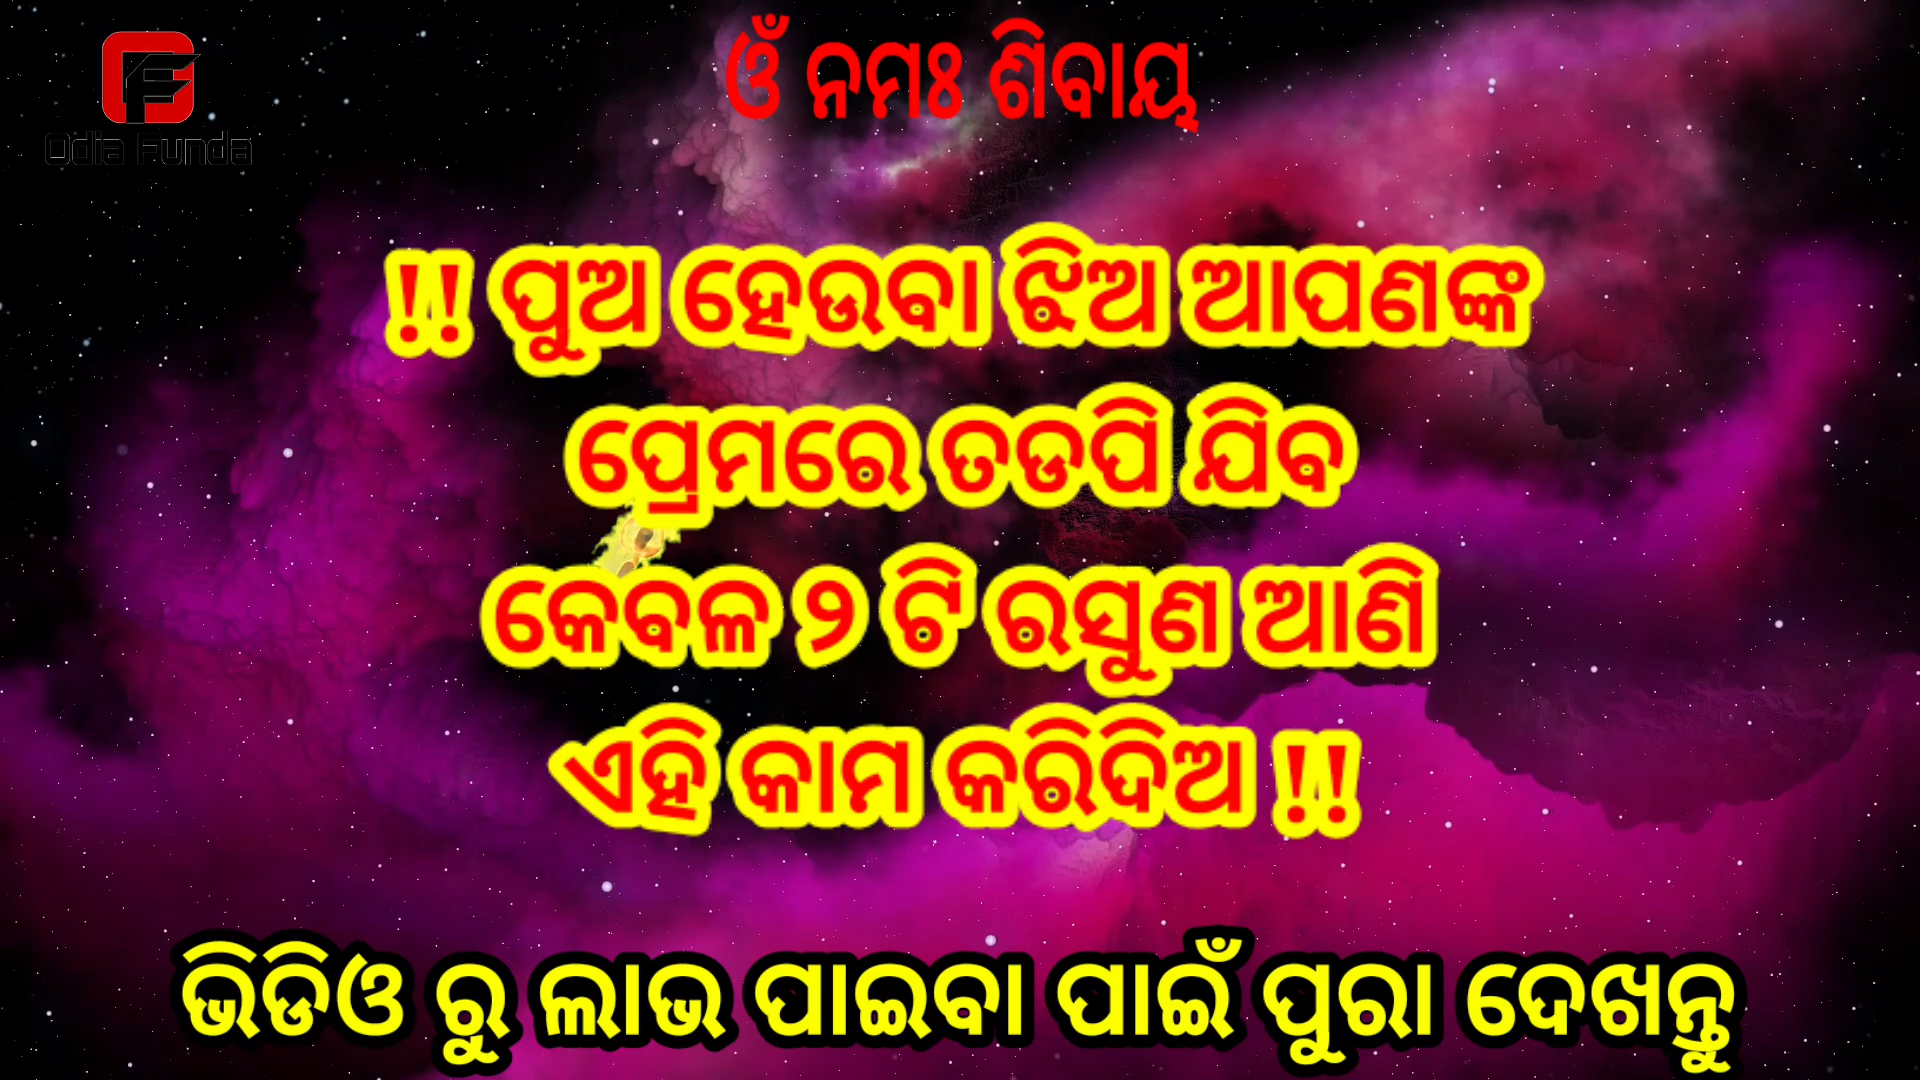 ଓଁ ନମଃ ଶିବାୟ
Odia Funda
!! ପୁଅ ହେଉବା ଝିଅ ଆପଣଙ୍କ
ପ୍ରେମରେ ତଡପି ଯିବ
କେବଳ ୨ ଟି ରସୁଣ ଆଣି
ଏହି କାମ କରିଦିଅ !!
ଭିଡିଓ ରୁ ଲାଭ ପାଇବା ପାଇଁ ପୁରା ଦେଖନ୍ତୁ